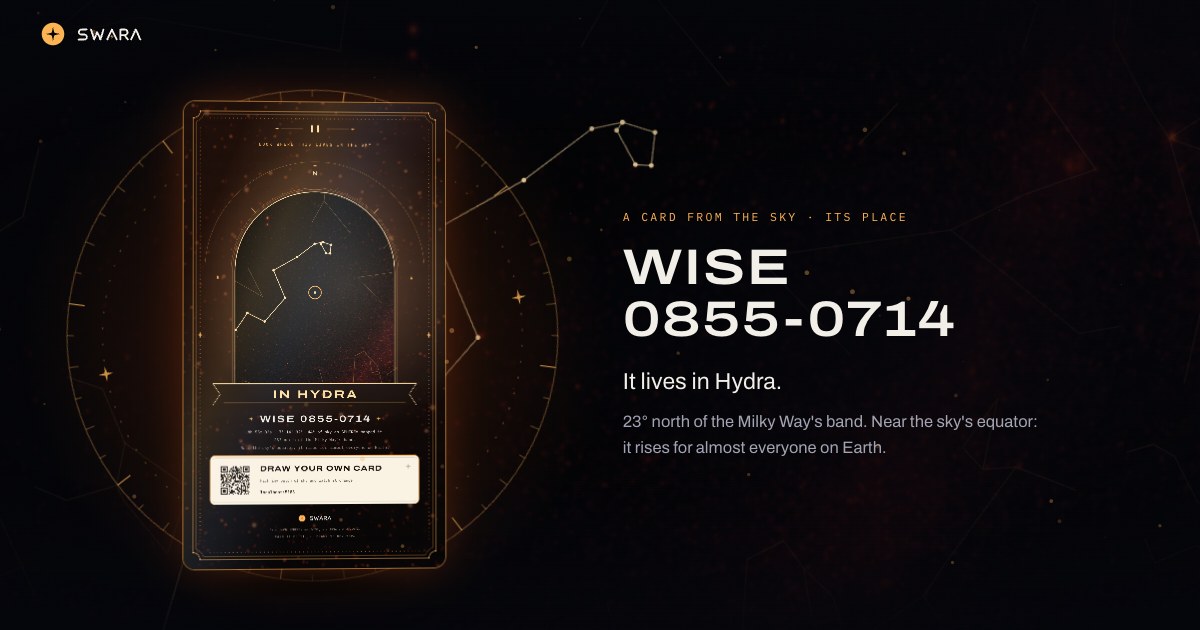 SWARA
II
N
IN HYDRA
WISE 0855-0714
DRAW YOUR OWN CARD
SWARA
A CARD FROM THE SKY · ITS PLACE
WISE
0855-0714
It lives in Hydra.
23° north of the Milky Way's band. Near the sky's equator:
it rises for almost everyone on Earth.